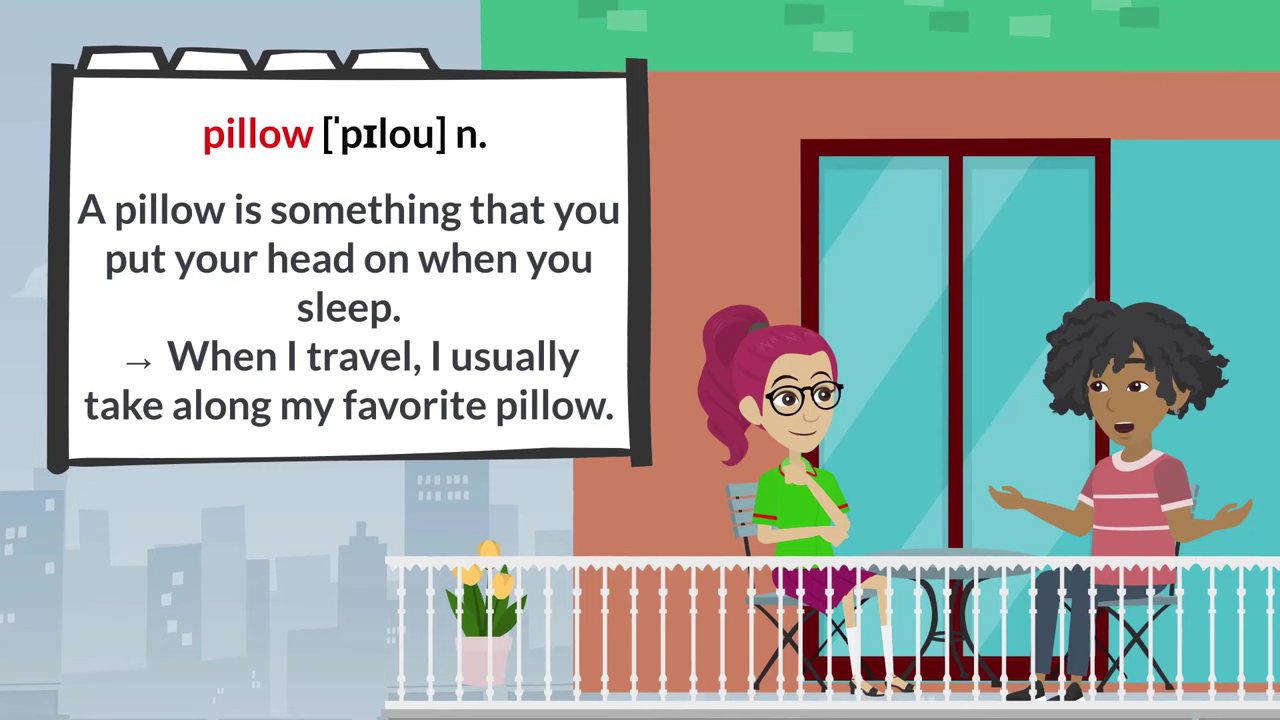 pillow [ˈpɪlou] n.
A pillow is something that you
put your head on when you
sleep.
→ When I travel, I usually
take along my favorite pillow.